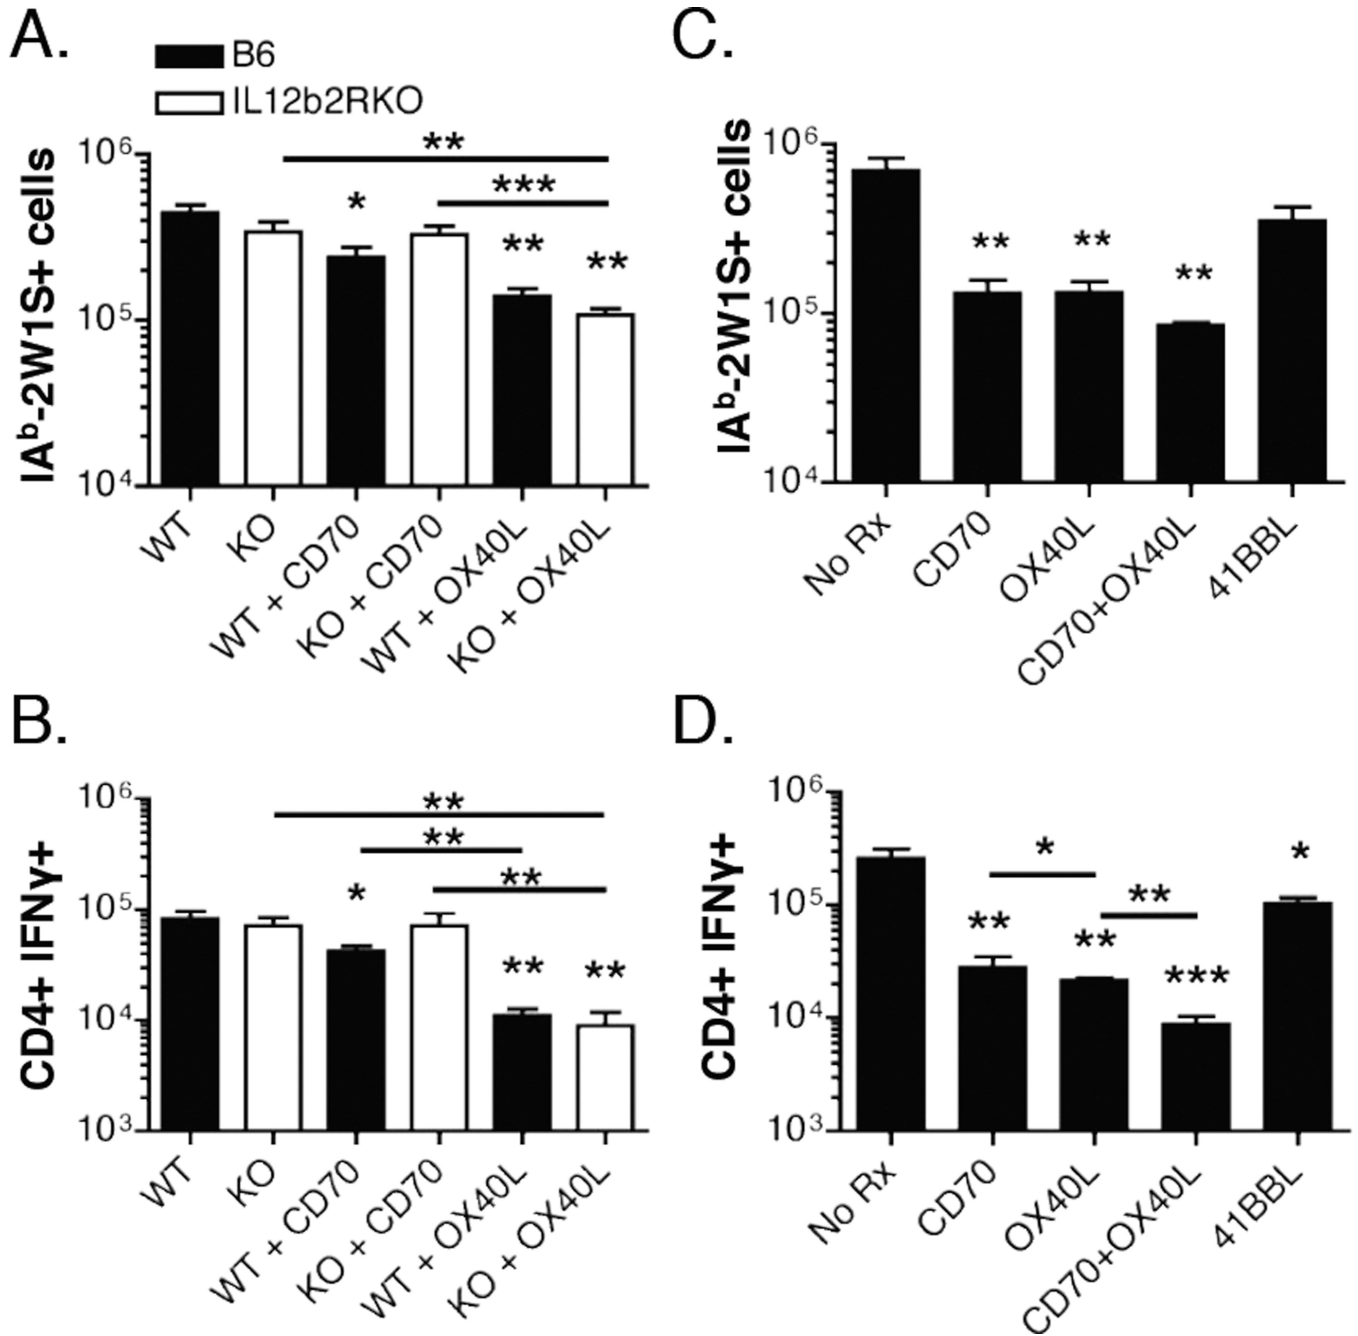 A.
B6
IL12b2RKO
IAᵇ-2W1S+ cells
10⁶
10⁵
10⁴
**
***
*
**
**
WT
KO
WT + CD70
KO + CD70
WT + OX40L
KO + OX40L
C.
IAᵇ-2W1S+ cells
10⁶
10⁵
10⁴
**
**
**
No Rx
CD70
OX40L
CD70+OX40L
41BBL
B.
CD4+ IFNγ+
10⁶
10⁵
10⁴
10³
**
**
**
*
**
**
WT
KO
WT + CD70
KO + CD70
WT + OX40L
KO + OX40L
D.
CD4+ IFNγ+
10⁶
10⁵
10⁴
10³
*
**
**
**
***
*
No Rx
CD70
OX40L
CD70+OX40L
41BBL